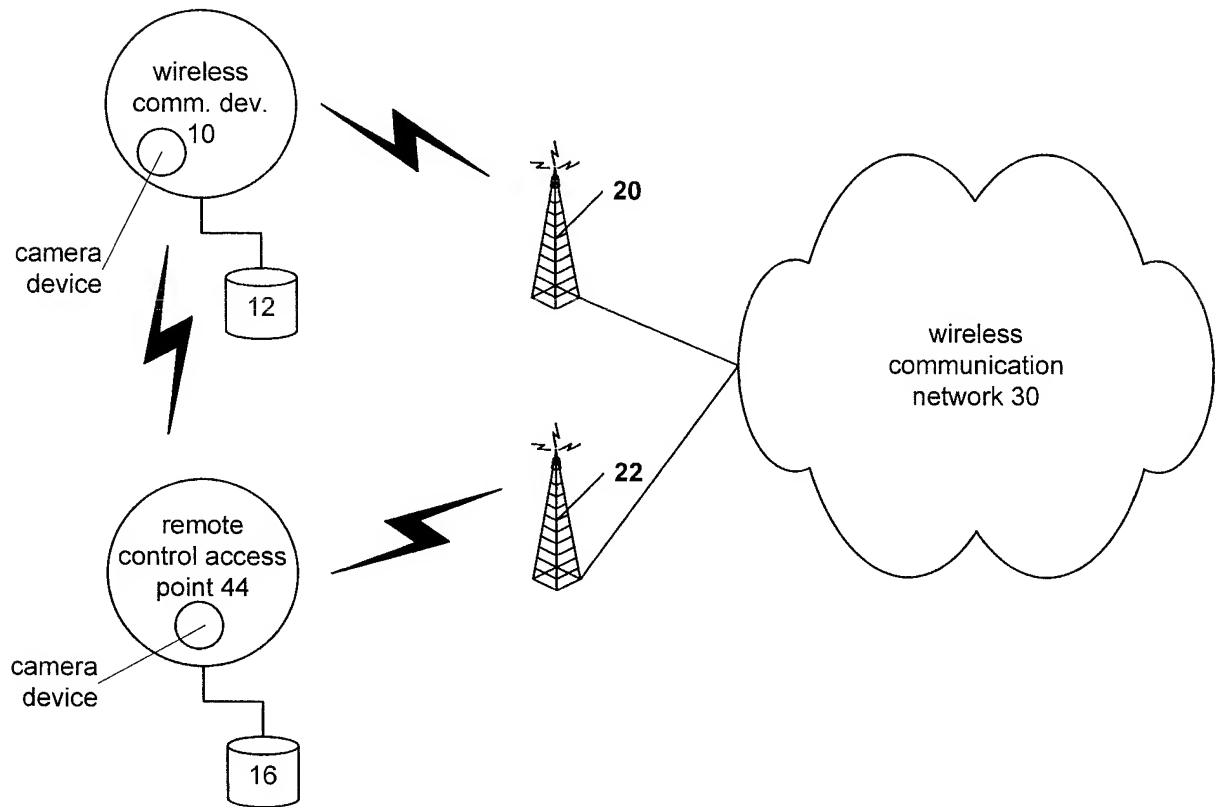 wireless
comm. dev.
10
camera
device
12
20
wireless
communication
network 30
22
remote
control access
point 44
camera
device
16